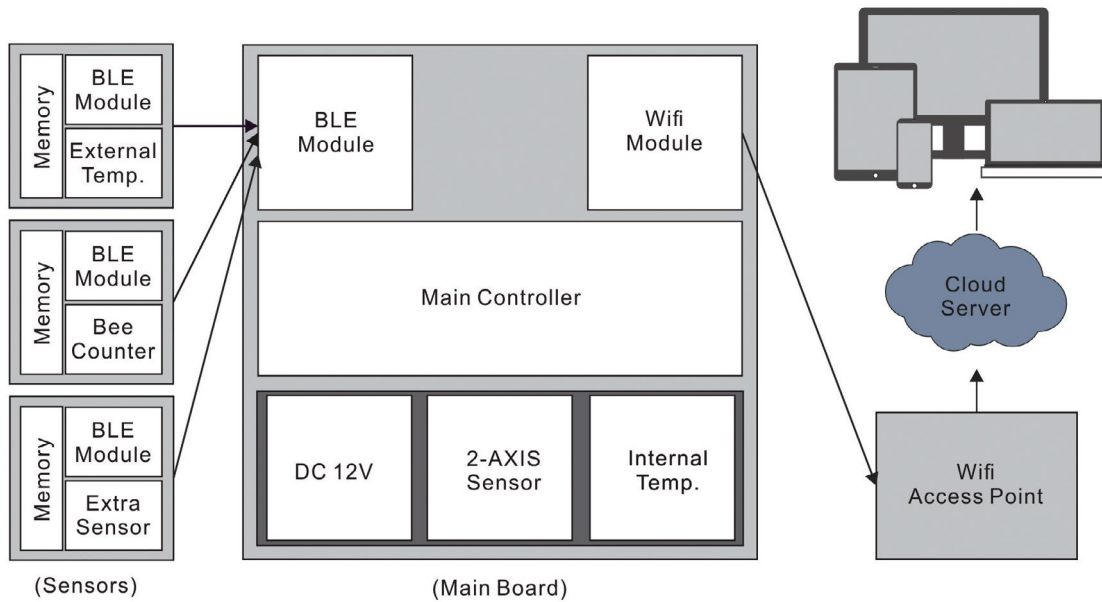 Memory
BLE
Module
External
Temp.
Memory
BLE
Module
Bee
Counter
Memory
BLE
Module
Extra
Sensor
(Sensors)
BLE
Module
Wifi
Module
Main Controller
DC 12V
2-AXIS
Sensor
Internal
Temp.
(Main Board)
Cloud
Server
Wifi
Access Point